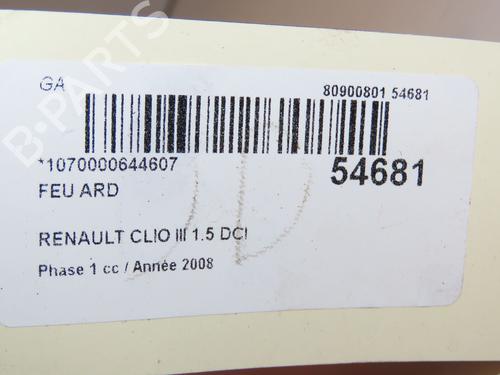 GA
80900801 54681
*1070000644607
54681
FEU ARD
RENAULT CLIO III 1.5 DCI
Phase 1 cc / Année 2008
B-PARTS